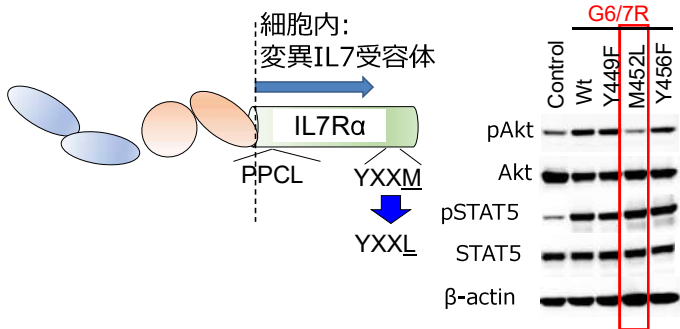 細胞内:
変異IL7受容体
IL7Rα
PPCL
YXXM
YXXL
G6/7R
Control
Wt
Y449F
M452L
Y456F
pAkt
Akt
pSTAT5
STAT5
β-actin